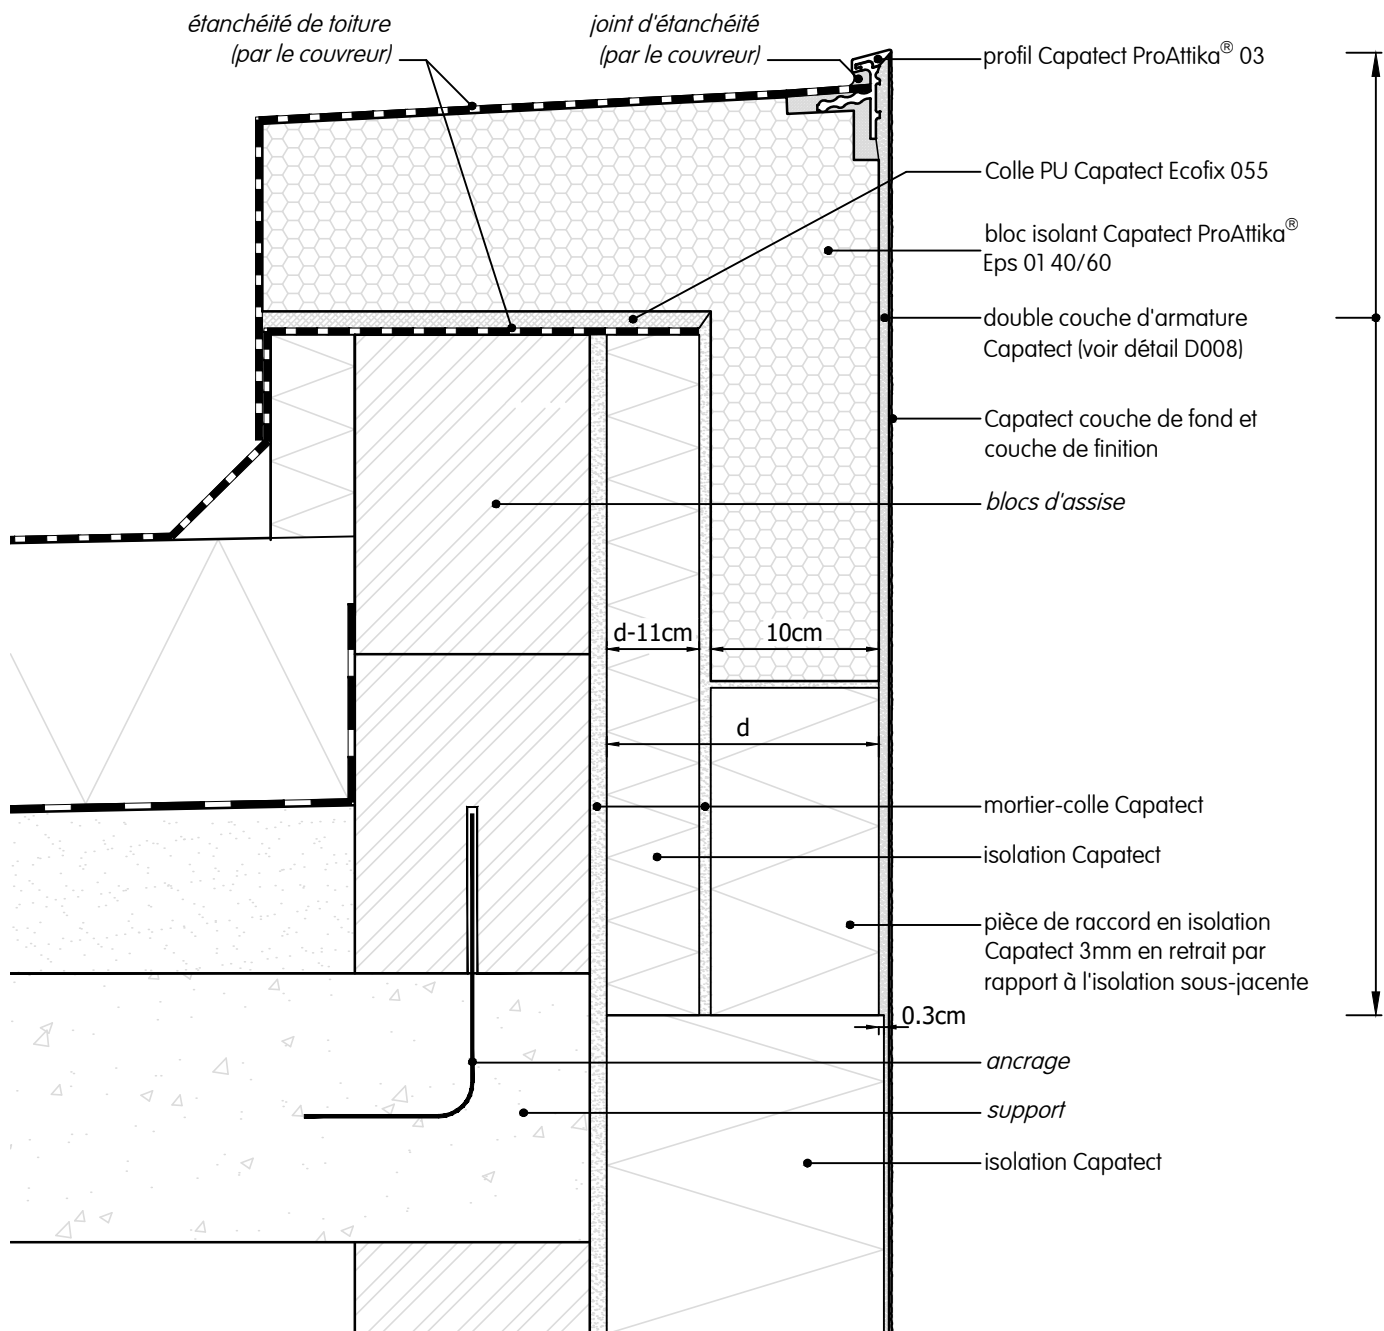 étanchéité de toiture
(par le couvreur)
joint d'étanchéité
(par le couvreur)
profil Capatect ProAttika® 03
Colle PU Capatect Ecofix 055
bloc isolant Capatect ProAttika®
Eps 01 40/60
double couche d'armature
Capatect (voir détail D008)
Capatect couche de fond et
couche de finition
blocs d'assise
d-11cm
10cm
d
mortier-colle Capatect
isolation Capatect
pièce de raccord en isolation
Capatect 3mm en retrait par
rapport à l'isolation sous-jacente
0.3cm
ancrage
support
isolation Capatect